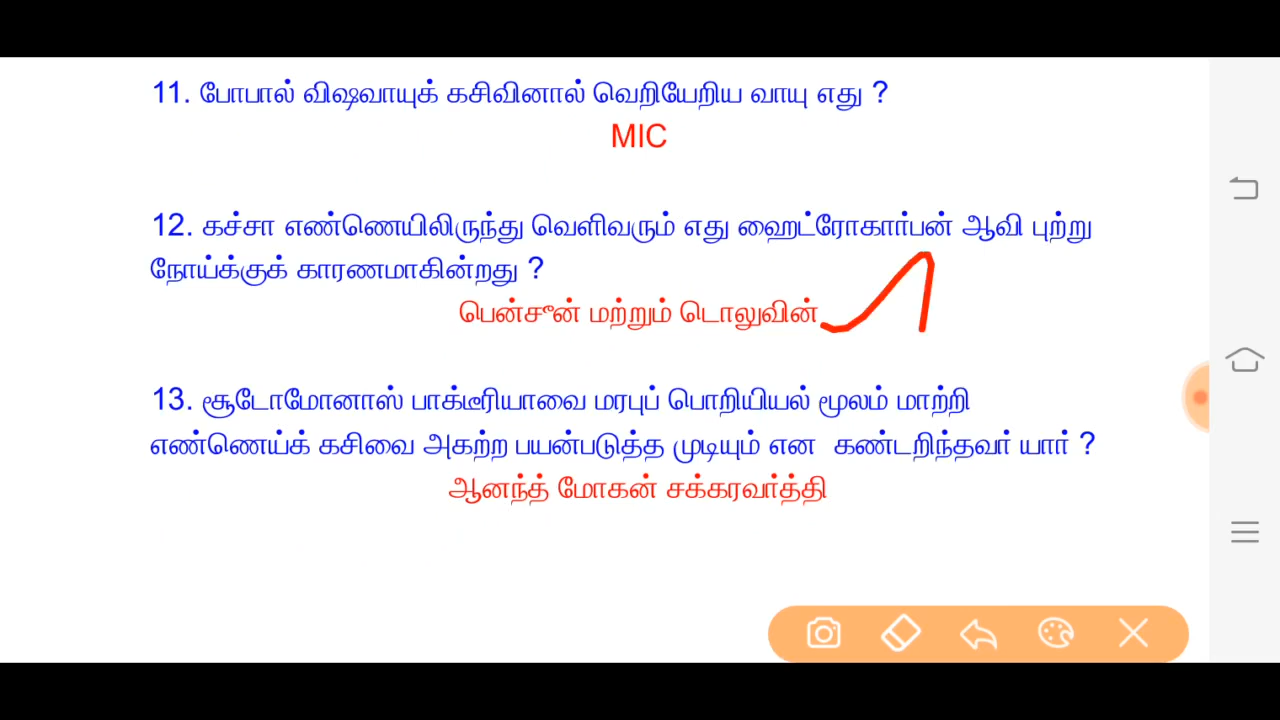 11. போபால் விஷவாயுக் கசிவினால் வெறியேறிய வாயு எது ?
MIC
12. கச்சா எண்ணெயிலிருந்து வெளிவரும் எது ஹைட்ரோகார்பன் ஆவி புற்று
நோய்க்குக் காரணமாகின்றது ?
பென்சூன் மற்றும் டொலுவின்
13. சூடோமோனாஸ் பாக்டீரியாவை மரபுப் பொறியியல் மூலம் மாற்றி
எண்ணெய்க் கசிவை அகற்ற பயன்படுத்த முடியும் என கண்டறிந்தவர் யார் ?
ஆனந்த் மோகன் சக்கரவர்த்தி